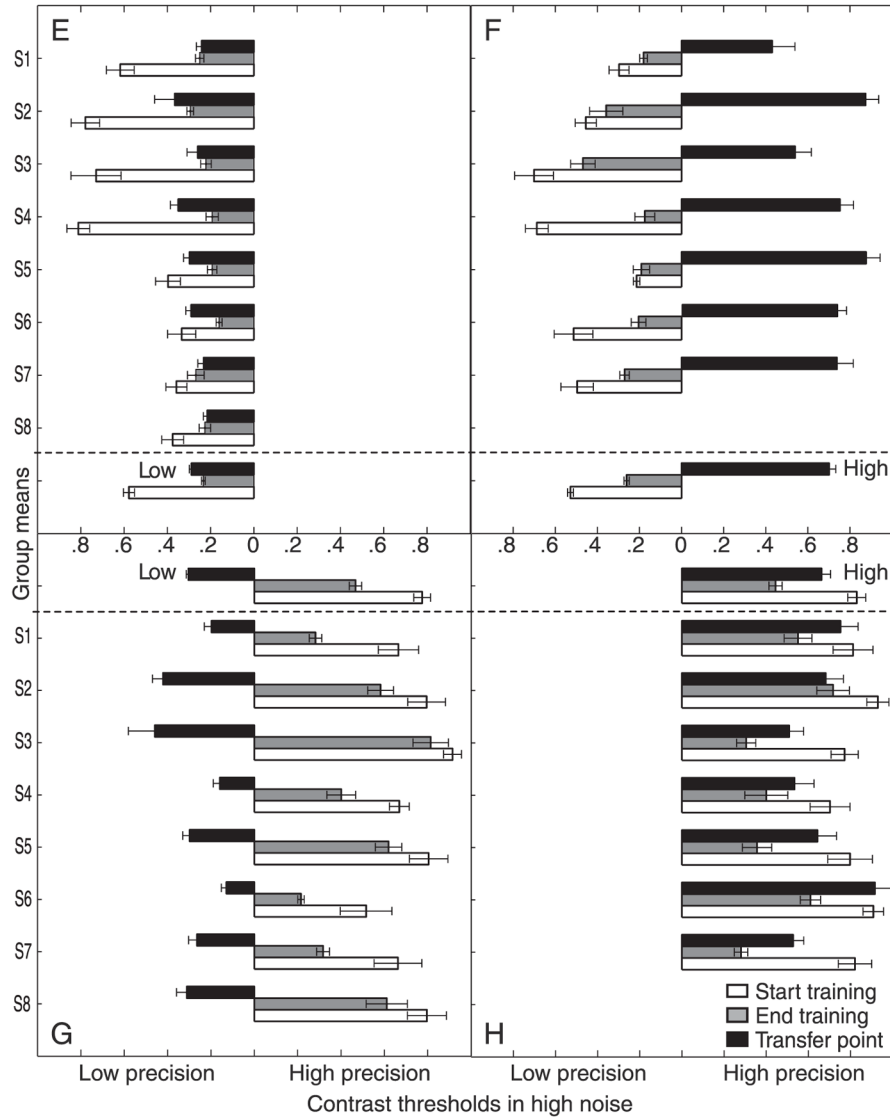 E
F
S1
S2
S3
S4
S5
S6
S7
S8
Low
High
Group means
.8 .6 .4 .2 0 .2 .4 .6 .8
.8 .6 .4 .2 0 .2 .4 .6 .8
Low
High
S1
S2
S3
S4
S5
S6
S7
S8
G
H
Start training
End training
Transfer point
Low precision High precision
Low precision High precision
Contrast thresholds in high noise